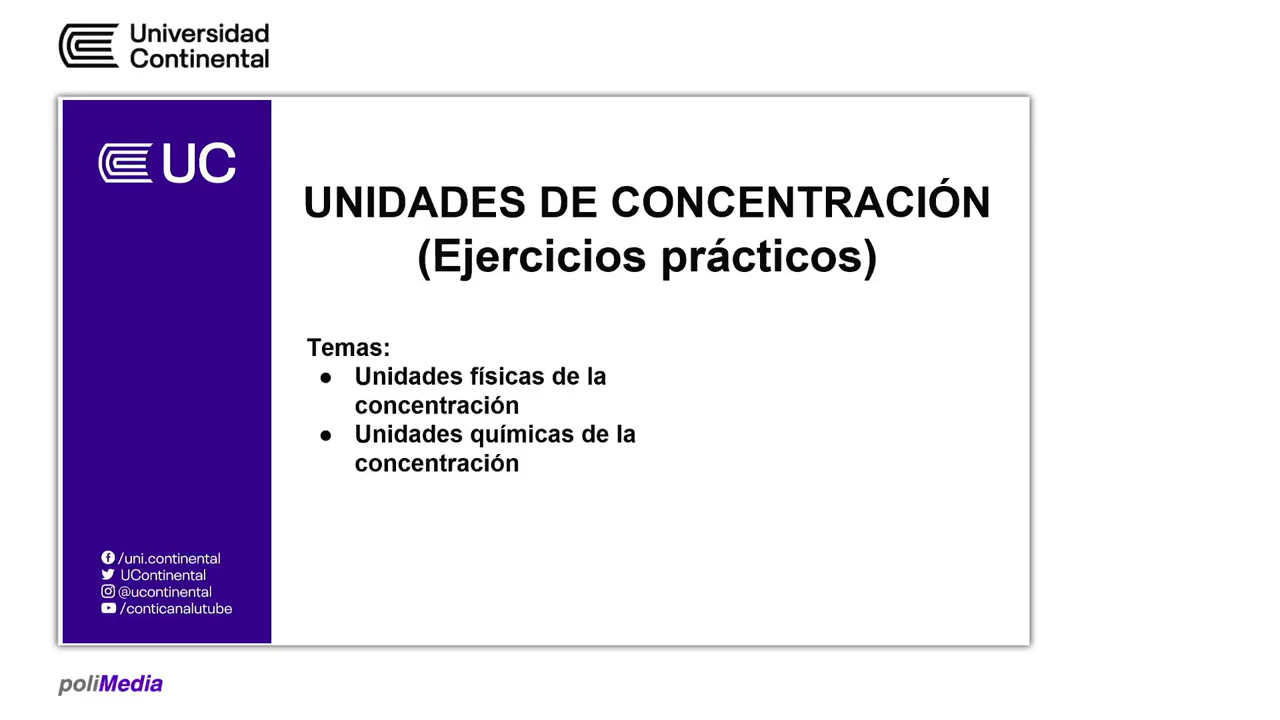 Universidad
Continental
UC
UNIDADES DE CONCENTRACIÓN
(Ejercicios prácticos)
Temas:
● Unidades físicas de la
concentración
● Unidades químicas de la
concentración
/uni.continental
UContinental
@ucontinental
/conticanalutube
poliMedia